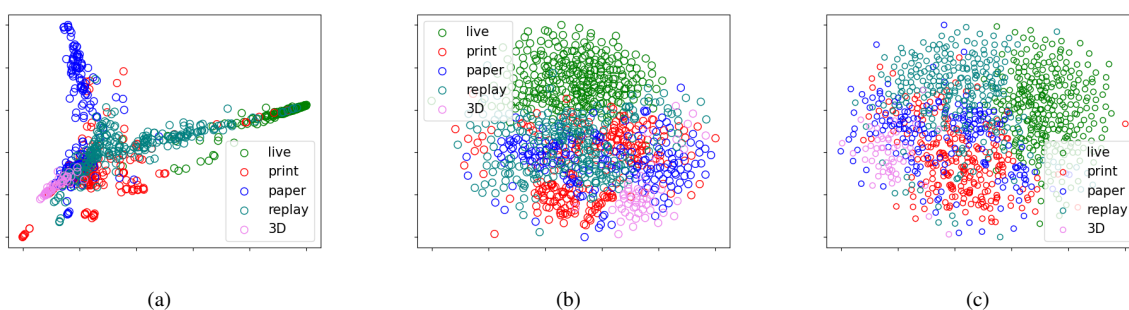 live
print
paper
replay
3D
(a)
live
print
paper
replay
3D
(b)
live
print
paper
replay
3D
(c)